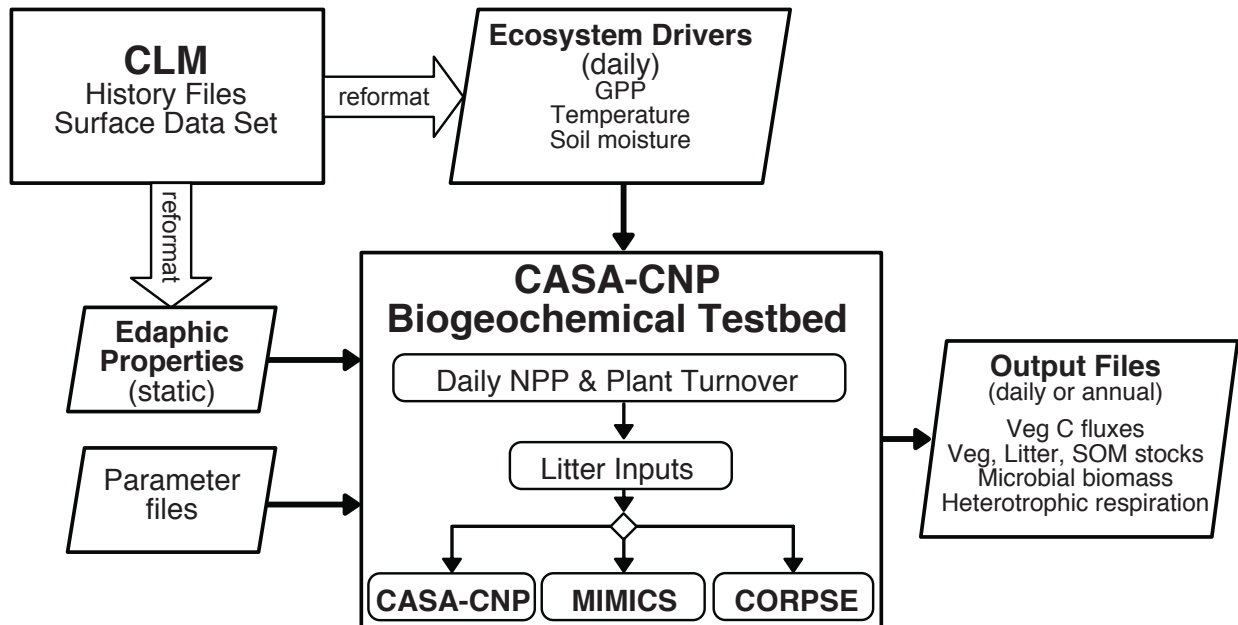 CLM
History Files
Surface Data Set
reformat
Ecosystem Drivers
(daily)
GPP
Temperature
Soil moisture
reformat
Edaphic
Properties
(static)
Parameter
files
CASA-CNP
Biogeochemical Testbed
Daily NPP & Plant Turnover
Litter Inputs
CASA-CNP
MIMICS
CORPSE
Output Files
(daily or annual)
Veg C fluxes
Veg, Litter, SOM stocks
Microbial biomass
Heterotrophic respiration